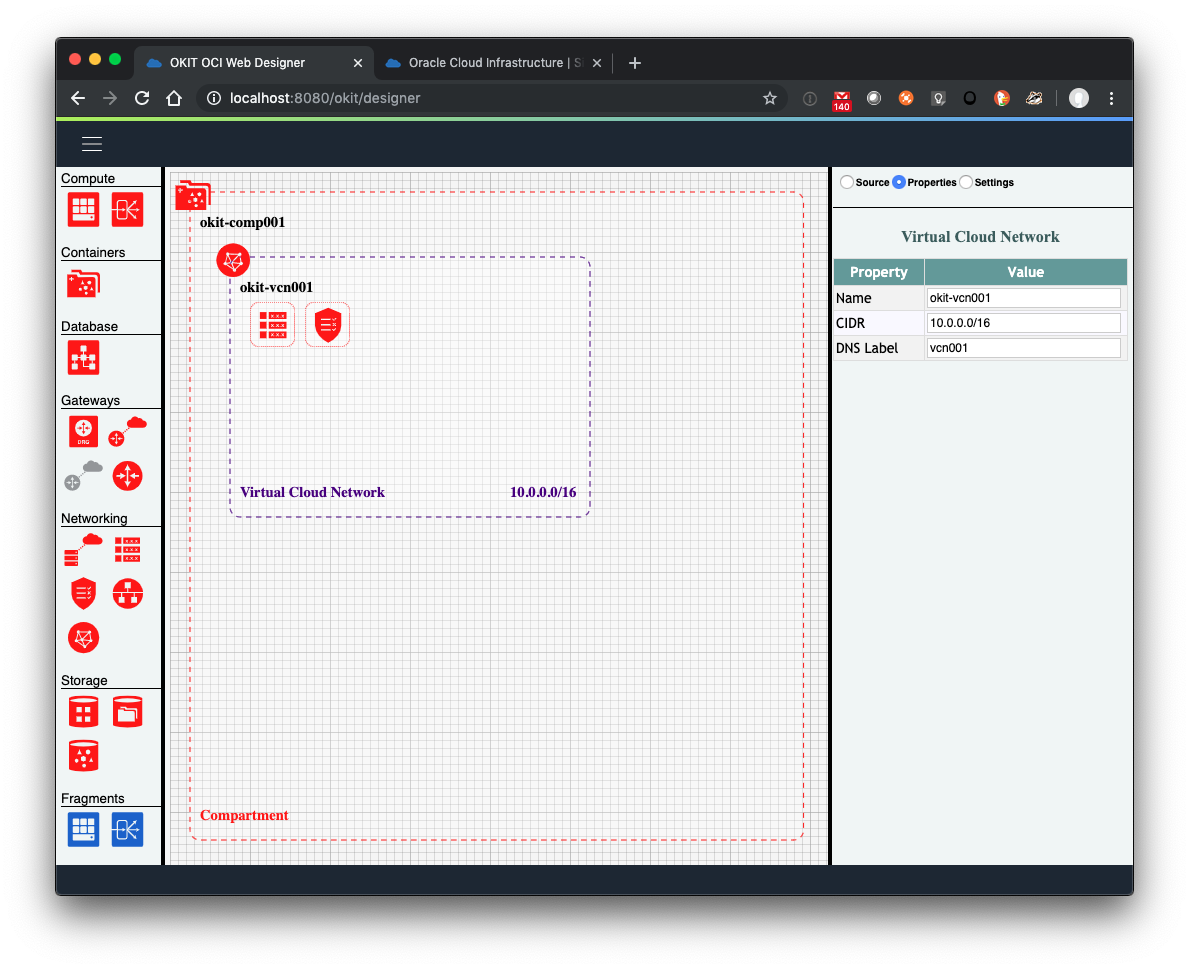 OKIT OCI Web Designer
Oracle Cloud Infrastructure | Si
localhost:8080/okit/designer
140
Compute
Containers
Database
Gateways
DRG
Networking
Storage
Fragments
okit-comp001
okit-vcn001
Virtual Cloud Network 10.0.0.0/16
Compartment
Source Properties Settings
Virtual Cloud Network
Property Value
Name okit-vcn001
CIDR 10.0.0.0/16
DNS Label vcn001